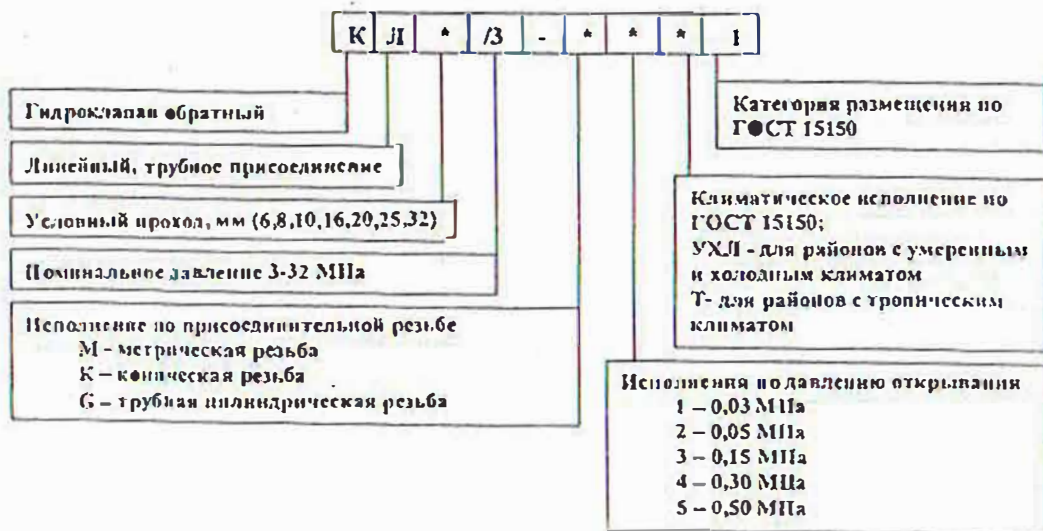 К Л * /3 - * * * 1
Гидроклапан обратный
Линейный, трубное присоединение
Условный проход, мм (6,8,10,16,20,25,32)
Номинальное давление 3-32 МПа
Исполнение по присоединительной резьбе
М - метрическая резьба
К – коническая резьба
G – трубная цилиндрическая резьба
Категория размещения по
ГОСТ 15150
Климатическое исполнение по
ГОСТ 15150;
УХЛ - для районов с умеренным
и холодным климатом
Т- для районов с тропическим
климатом
Исполнения по давлению открывания
1 – 0,03 МПа
2 – 0,05 МПа
3 – 0,15 МПа
4 – 0,30 МПа
5 – 0,50 МПа